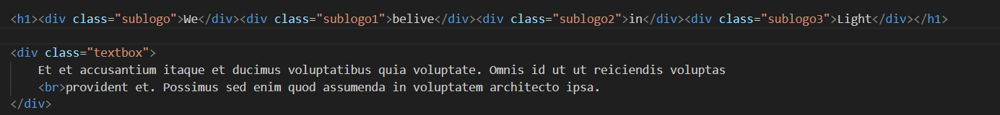 <h1><div class="sublogo">We</div><div class="sublogo1">belive</div><div class="sublogo2">in</div><div class="sublogo3">Light</div></h1>
<div class="textbox">
Et et accusantium itaque et ducimus voluptatibus quia voluptate. Omnis id ut ut reiciendis voluptas
<br>provident et. Possimus sed enim quod assumenda in voluptatem architecto ipsa.
</div>